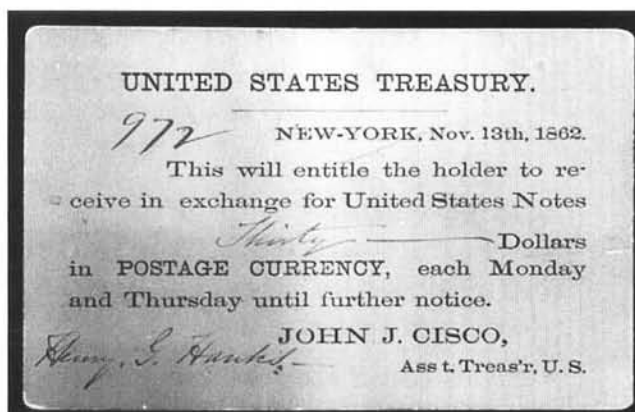 UNITED STATES TREASURY.
972 NEW-YORK, Nov. 13th, 1862.
This will entitle the holder to re-
ceive in exchange for United States Notes
Thirty Dollars
in POSTAGE CURRENCY, each Monday
and Thursday until further notice.
JOHN J. CISCO,
Henry. G. Hanks.
Ass t. Treas'r, U. S.